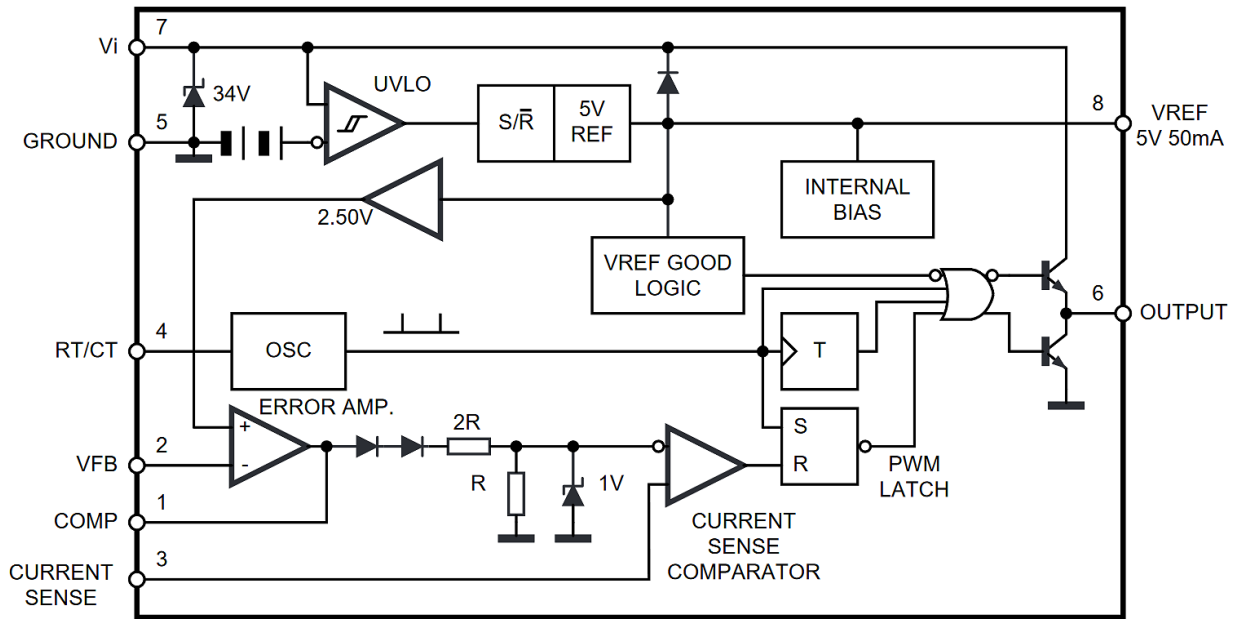 7
Vi
34V
UVLO
S/R̅
5V
REF
8
VREF
5V 50mA
5
GROUND
INTERNAL
BIAS
2.50V
VREF GOOD
LOGIC
6
OUTPUT
4
RT/CT
OSC
T
ERROR AMP.
+
-
2
VFB
2R
R
1V
S
R
PWM
LATCH
1
COMP
CURRENT
SENSE
COMPARATOR
3
CURRENT
SENSE